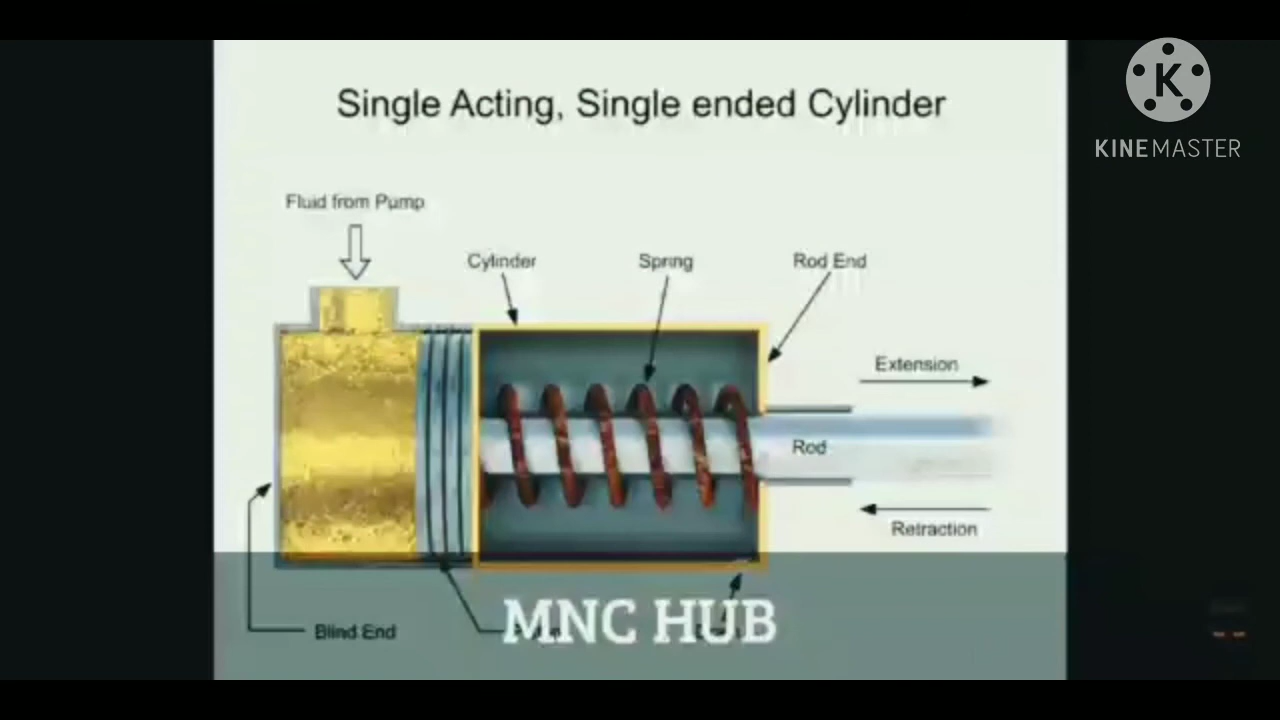 Single Acting, Single ended Cylinder
KINEMASTER
Fluid from Pump
Cylinder
Spring
Rod End
Extension
Rod
Retraction
Blind End
MNC HUB